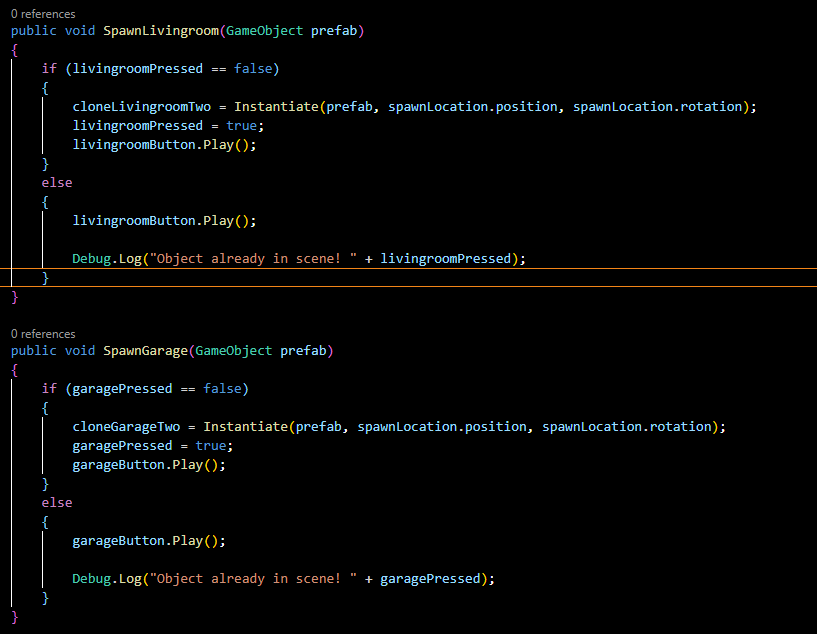 0 references
public void SpawnLivingroom(GameObject prefab)
{
    if (livingroomPressed == false)
    {
        cloneLivingroomTwo = Instantiate(prefab, spawnLocation.position, spawnLocation.rotation);
        livingroomPressed = true;
        livingroomButton.Play();
    }
    else
    {
        livingroomButton.Play();

        Debug.Log("Object already in scene! " + livingroomPressed);
    }
}

0 references
public void SpawnGarage(GameObject prefab)
{
    if (garagePressed == false)
    {
        cloneGarageTwo = Instantiate(prefab, spawnLocation.position, spawnLocation.rotation);
        garagePressed = true;
        garageButton.Play();
    }
    else
    {
        garageButton.Play();

        Debug.Log("Object already in scene! " + garagePressed);
    }
}